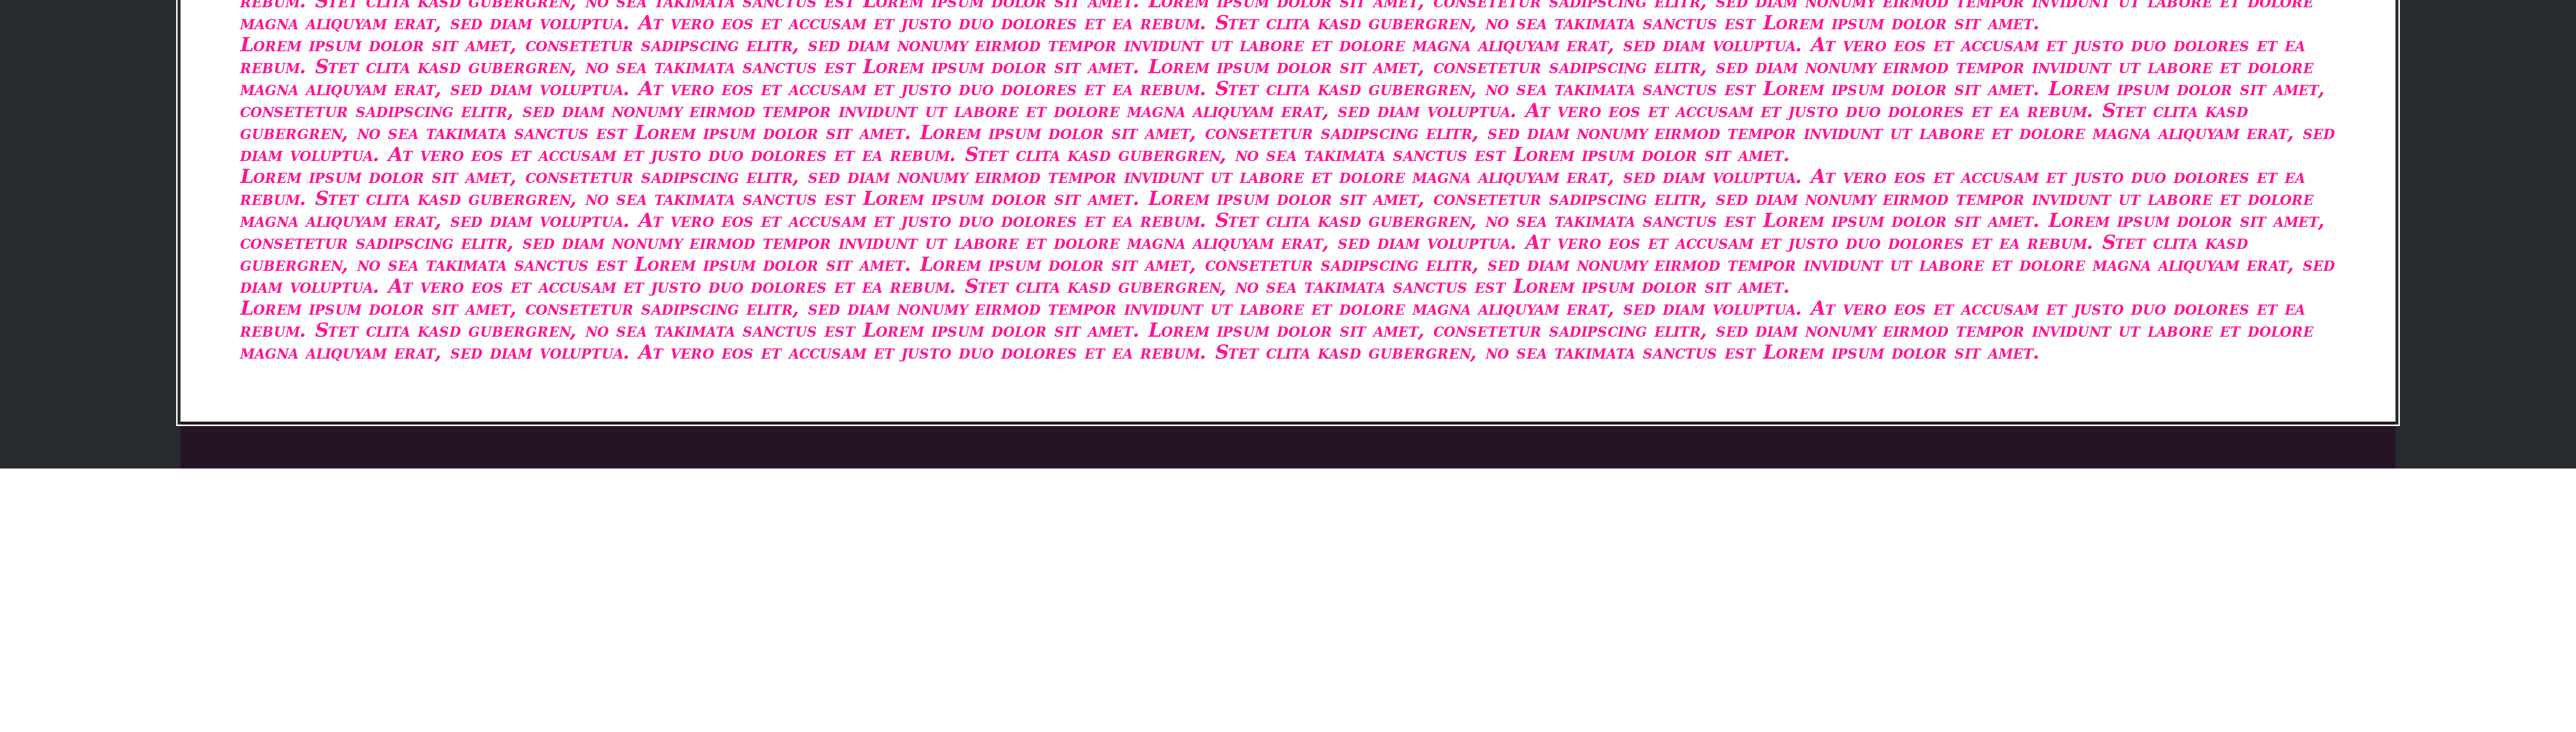 rebum. Stet clita kasd gubergren, no sea takimata sanctus est Lorem ipsum dolor sit amet. Lorem ipsum dolor sit amet, consetetur sadipscing elitr, sed diam nonumy eirmod tempor invidunt ut labore et dolore
magna aliquyam erat, sed diam voluptua. At vero eos et accusam et justo duo dolores et ea rebum. Stet clita kasd gubergren, no sea takimata sanctus est Lorem ipsum dolor sit amet.
Lorem ipsum dolor sit amet, consetetur sadipscing elitr, sed diam nonumy eirmod tempor invidunt ut labore et dolore magna aliquyam erat, sed diam voluptua. At vero eos et accusam et justo duo dolores et ea
rebum. Stet clita kasd gubergren, no sea takimata sanctus est Lorem ipsum dolor sit amet. Lorem ipsum dolor sit amet, consetetur sadipscing elitr, sed diam nonumy eirmod tempor invidunt ut labore et dolore
magna aliquyam erat, sed diam voluptua. At vero eos et accusam et justo duo dolores et ea rebum. Stet clita kasd gubergren, no sea takimata sanctus est Lorem ipsum dolor sit amet. Lorem ipsum dolor sit amet,
consetetur sadipscing elitr, sed diam nonumy eirmod tempor invidunt ut labore et dolore magna aliquyam erat, sed diam voluptua. At vero eos et accusam et justo duo dolores et ea rebum. Stet clita kasd
gubergren, no sea takimata sanctus est Lorem ipsum dolor sit amet. Lorem ipsum dolor sit amet, consetetur sadipscing elitr, sed diam nonumy eirmod tempor invidunt ut labore et dolore magna aliquyam erat, sed
diam voluptua. At vero eos et accusam et justo duo dolores et ea rebum. Stet clita kasd gubergren, no sea takimata sanctus est Lorem ipsum dolor sit amet.
Lorem ipsum dolor sit amet, consetetur sadipscing elitr, sed diam nonumy eirmod tempor invidunt ut labore et dolore magna aliquyam erat, sed diam voluptua. At vero eos et accusam et justo duo dolores et ea
rebum. Stet clita kasd gubergren, no sea takimata sanctus est Lorem ipsum dolor sit amet. Lorem ipsum dolor sit amet, consetetur sadipscing elitr, sed diam nonumy eirmod tempor invidunt ut labore et dolore
magna aliquyam erat, sed diam voluptua. At vero eos et accusam et justo duo dolores et ea rebum. Stet clita kasd gubergren, no sea takimata sanctus est Lorem ipsum dolor sit amet. Lorem ipsum dolor sit amet,
consetetur sadipscing elitr, sed diam nonumy eirmod tempor invidunt ut labore et dolore magna aliquyam erat, sed diam voluptua. At vero eos et accusam et justo duo dolores et ea rebum. Stet clita kasd
gubergren, no sea takimata sanctus est Lorem ipsum dolor sit amet. Lorem ipsum dolor sit amet, consetetur sadipscing elitr, sed diam nonumy eirmod tempor invidunt ut labore et dolore magna aliquyam erat, sed
diam voluptua. At vero eos et accusam et justo duo dolores et ea rebum. Stet clita kasd gubergren, no sea takimata sanctus est Lorem ipsum dolor sit amet.
Lorem ipsum dolor sit amet, consetetur sadipscing elitr, sed diam nonumy eirmod tempor invidunt ut labore et dolore magna aliquyam erat, sed diam voluptua. At vero eos et accusam et justo duo dolores et ea
rebum. Stet clita kasd gubergren, no sea takimata sanctus est Lorem ipsum dolor sit amet. Lorem ipsum dolor sit amet, consetetur sadipscing elitr, sed diam nonumy eirmod tempor invidunt ut labore et dolore
magna aliquyam erat, sed diam voluptua. At vero eos et accusam et justo duo dolores et ea rebum. Stet clita kasd gubergren, no sea takimata sanctus est Lorem ipsum dolor sit amet.